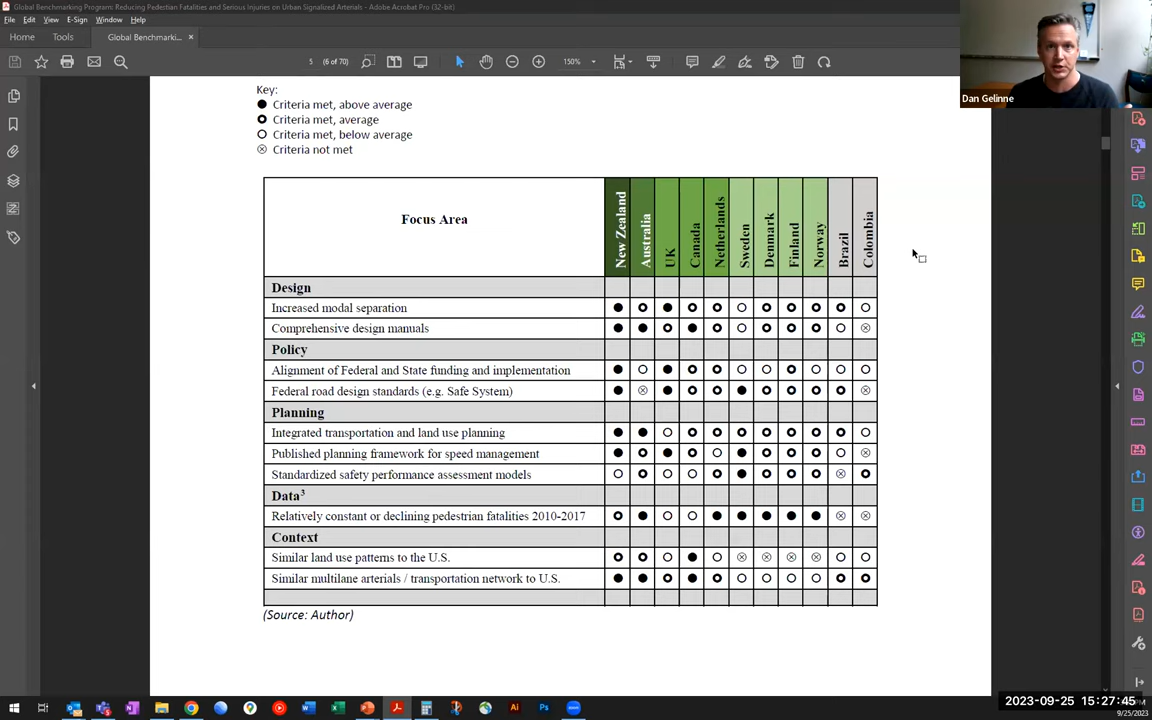 Global Benchmarking Program: Reducing Pedestian Fatalities and Serious Injuries on Urban Signalized Arterials - Adobe Acrobat Pro (32-bit)
File Edit View E-Sign Window Help
Home Tools Global Benchmarki... ×
5 (6 of 70) 150%
Dan Gelinne
Key:
Criteria met, above average
Criteria met, average
Criteria met, below average
Criteria not met
Focus Area New Zealand Australia UK Canada Netherlands Sweden Denmark Finland Norway Brazil Colombia
Design
Increased modal separation
Comprehensive design manuals
Policy
Alignment of Federal and State funding and implementation
Federal road design standards (e.g. Safe System)
Planning
Integrated transportation and land use planning
Published planning framework for speed management
Standardized safety performance assessment models
Data³
Relatively constant or declining pedestrian fatalities 2010-2017
Context
Similar land use patterns to the U.S.
Similar multilane arterials / transportation network to U.S.
(Source: Author)
2023-09-25 15:27:45
9/25/2023